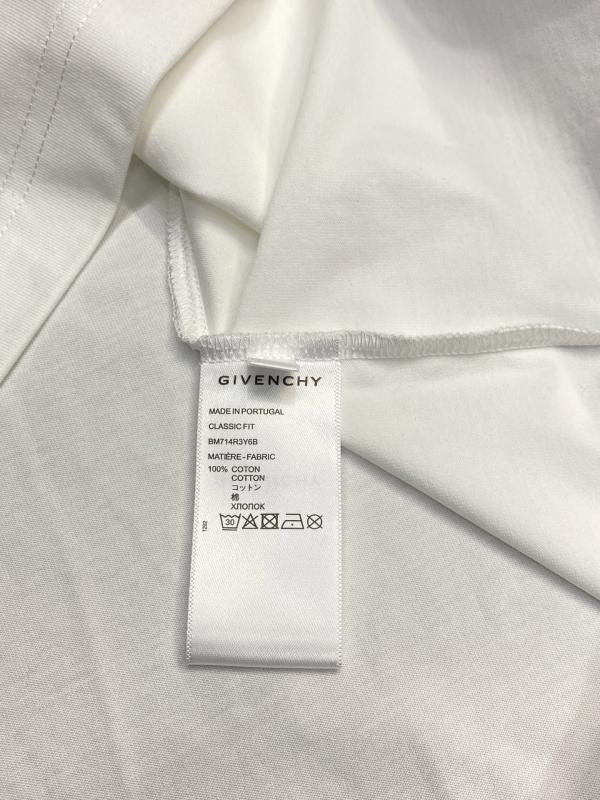 GIVENCHY
MADE IN PORTUGAL
CLASSIC FIT
BM714R3Y6B
MATIÈRE - FABRIC
100% COTON
COTTON
コットン
棉
ХЛОПОК
30
1292